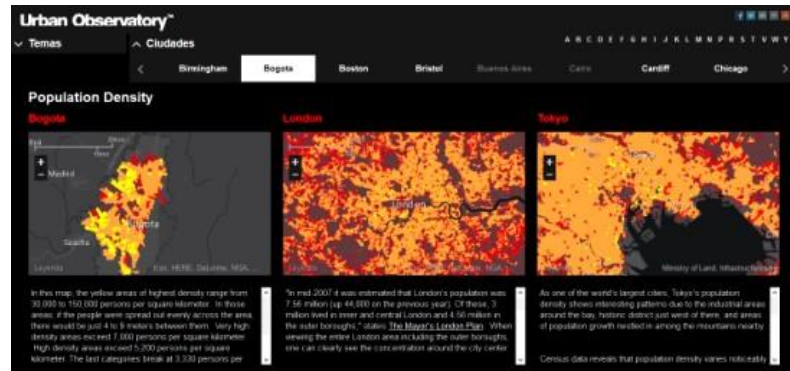 Urban Observatory™
Temas
Ciudades
A B C D E F G H I J K L M N P R S T V W Y
Birmingham Bogota Boston Bristol Buenos Aires Cairo Cardiff Chicago
Population Density
Bogota London Tokyo
Madrid
Bogota
Soacha
London
Leyenda
Esri, HERE, DeLorme, NGA,
Ministry of Land, Infrastructure
In this map, the yellow areas of highest density range from
30,000 to 150,000 persons per square kilometer. In those
areas, if the people were spread out evenly across the area,
there would be just 4 to 9 meters between them. Very high
density areas exceed 7,000 persons per square kilometer.
High density areas exceed 5,200 persons per square
kilometer. The last categories break at 3,330 persons per
"In mid-2007 it was estimated that London's population was
7.56 million (up 44,000 on the previous year). Of these, 3
million lived in inner and central London and 4.56 million in
the outer boroughs," states The Mayor's London Plan. When
viewing the entire London area including the outer boroughs,
one can clearly see the concentration around the city center
As one of the world's largest cities, Tokyo's population
density shows interesting patterns due to the industrial areas
around the bay, historic district just west of there, and areas
of population growth nestled in among the mountains nearby.
Census data reveals that population density varies noticeably